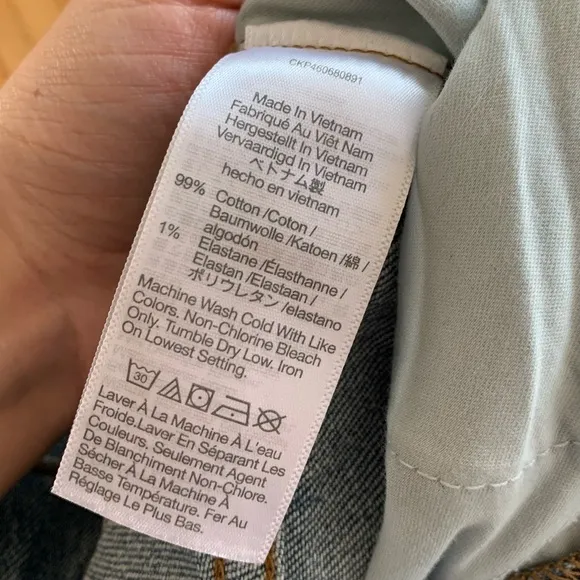 CKP460680891
Made In Vietnam
Fabriqué Au Viêt Nam
Hergestellt In Vietnam
Vervaardigd In Vietnam
ベトナム製
hecho en vietnam
99% Cotton /Coton /
Baumwolle /Katoen /綿 /
algodón
1% Elastane /Élasthanne /
Elastan /Elastaan /
ポリウレタン /elastano
Machine Wash Cold With Like
Colors. Non-Chlorine Bleach
Only. Tumble Dry Low. Iron
On Lowest Setting.
30
Laver À La Machine À L'eau
Froide.Laver En Séparant Les
Couleurs. Seulement Agent
De Blanchiment Non-Chlore.
Sécher À La Machine À
Basse Température. Fer Au
Réglage Le Plus Bas.